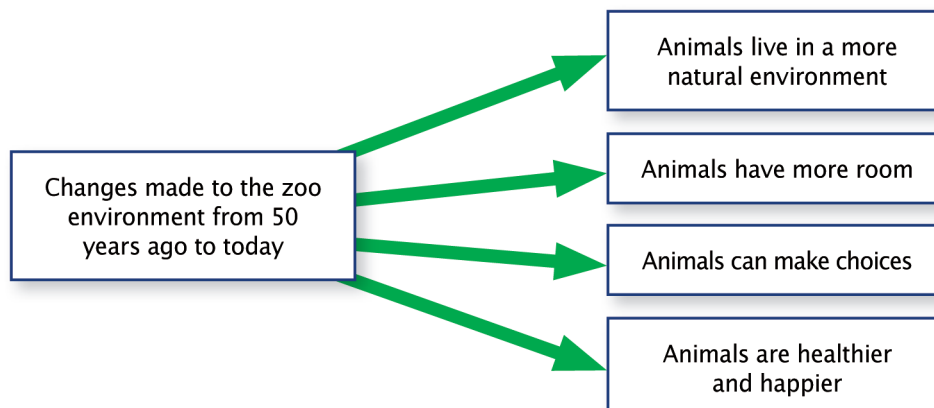 Changes made to the zoo
environment from 50
years ago to today
Animals live in a more
natural environment
Animals have more room
Animals can make choices
Animals are healthier
and happier